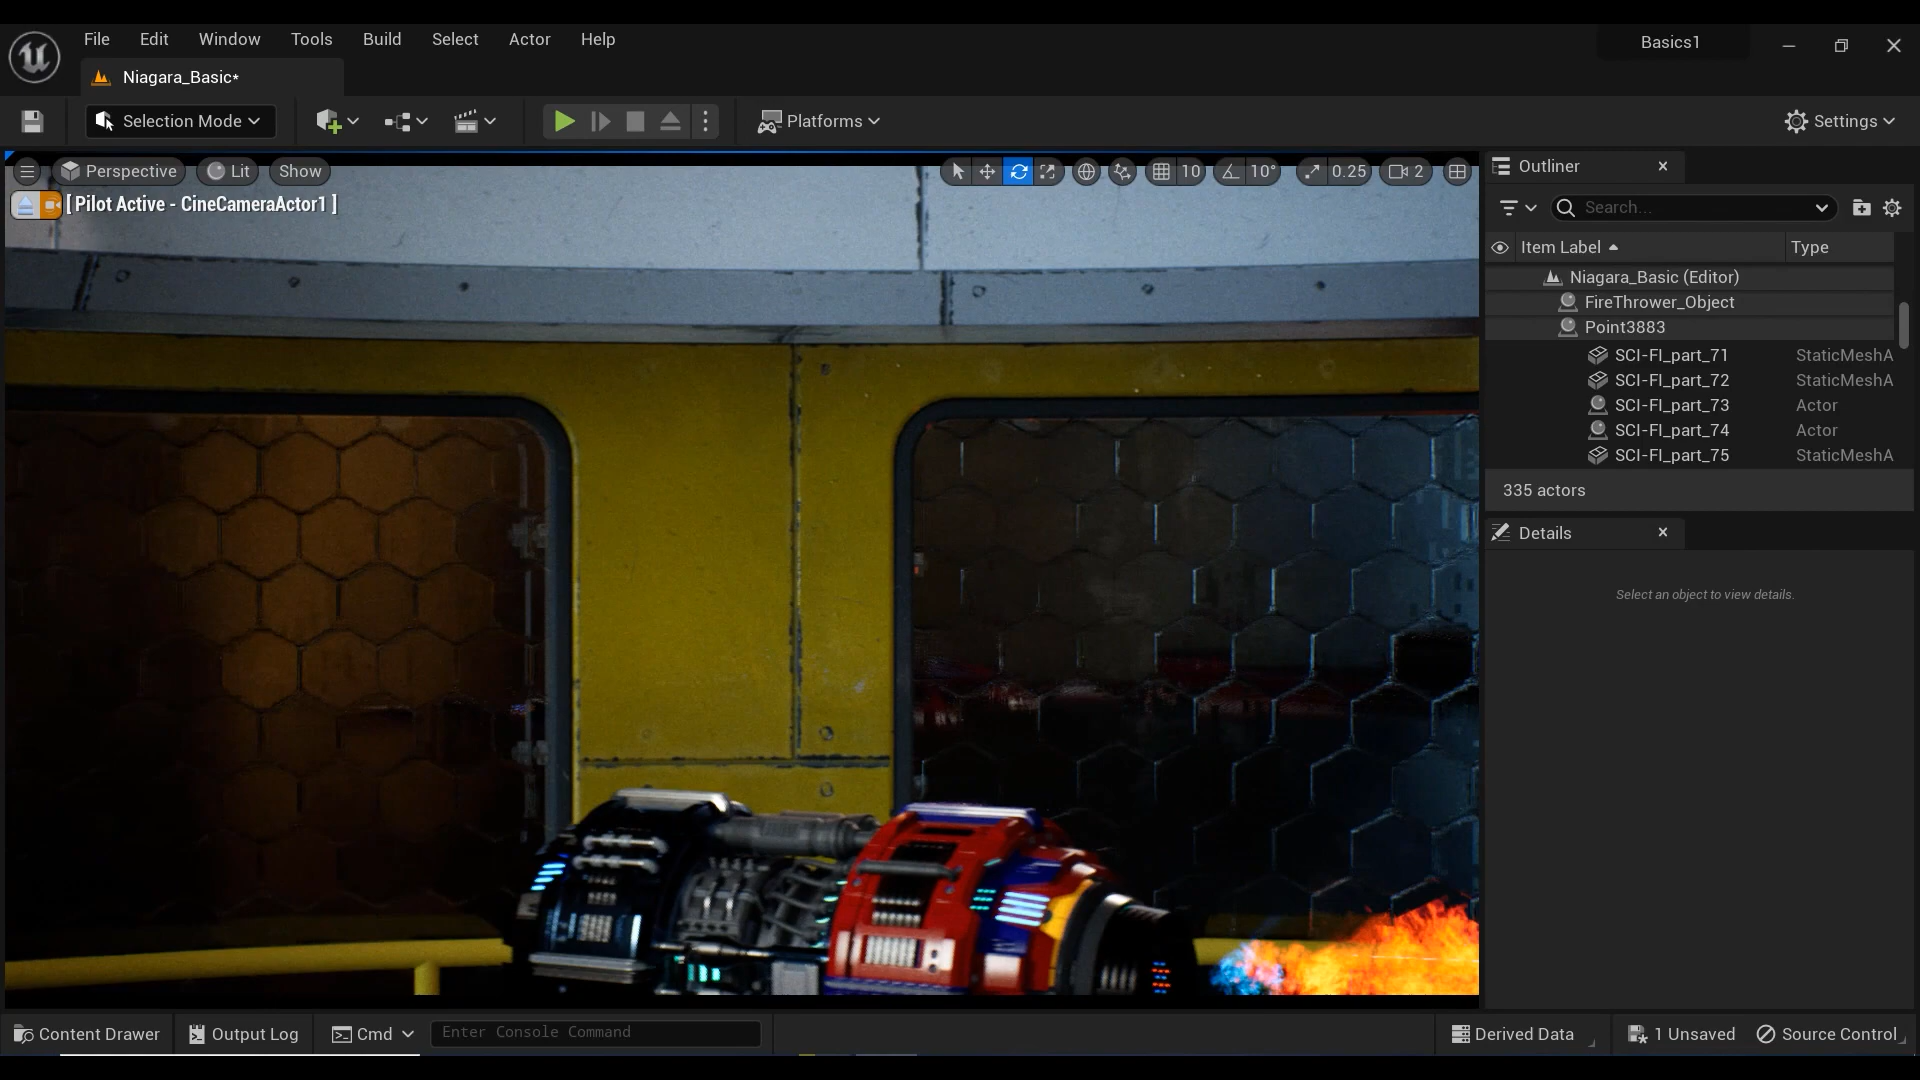 File Edit Window Tools Build Select Actor Help
Basics1
Niagara_Basic*
Selection Mode
Platforms
Settings
Perspective Lit Show
10 10° 0.25 2
[ Pilot Active - CineCameraActor1 ]
Outliner
Search...
Item Label Type
Niagara_Basic (Editor)
FireThrower_Object
Point3883
SCI-FI_part_71 StaticMeshA
SCI-FI_part_72 StaticMeshA
SCI-FI_part_73 Actor
SCI-FI_part_74 Actor
SCI-FI_part_75 StaticMeshA
335 actors
Details
Select an object to view details.
Content Drawer Output Log Cmd Enter Console Command
Derived Data 1 Unsaved Source Control